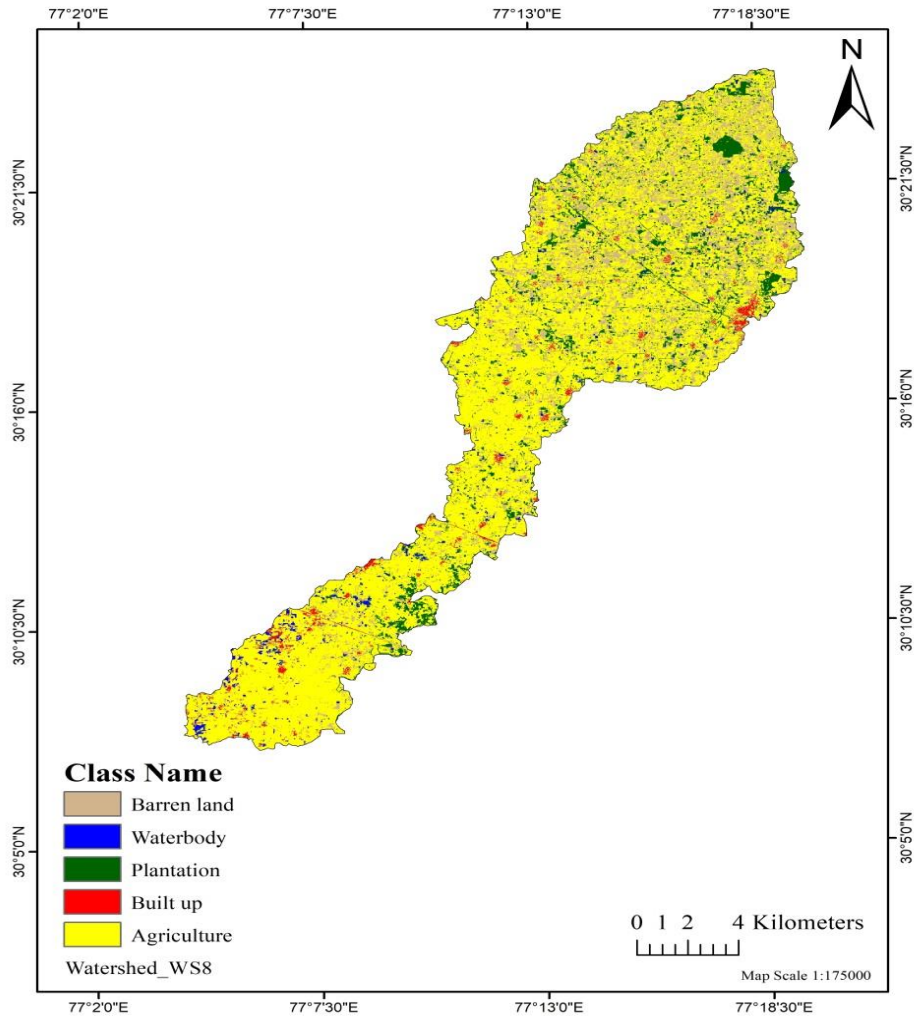 77°2'0"E 77°7'30"E 77°13'0"E 77°18'30"E
N
30°21'30"N 30°21'30"N
30°16'0"N 30°16'0"N
30°10'30"N 30°10'30"N
30°5'0"N 30°5'0"N
Class Name
Barren land
Waterbody
Plantation
Built up
Agriculture
Watershed_WS8
0 1 2 4 Kilometers
Map Scale 1:175000
77°2'0"E 77°7'30"E 77°13'0"E 77°18'30"E